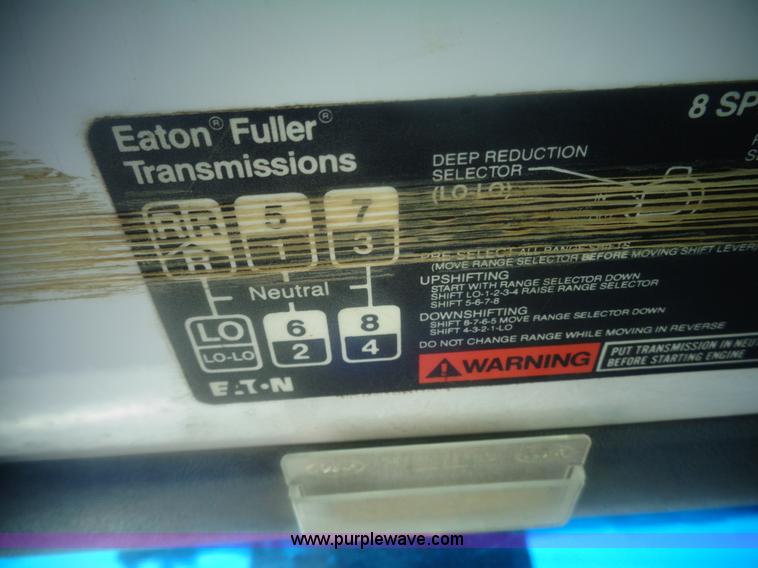 Eaton® Fuller®
Transmissions
8 SP
DEEP REDUCTION
SELECTOR
(LO-LO)
RR 5 7
R 1 3
Neutral
LO 6 8
LO-LO 2 4
EATON
PRE-SELECT ALL RANGE SHIFTS
(MOVE RANGE SELECTOR BEFORE MOVING SHIFT LEVER)
UPSHIFTING
START WITH RANGE SELECTOR DOWN
SHIFT LO-1-2-3-4 RAISE RANGE SELECTOR
SHIFT 5-6-7-8
DOWNSHIFTING
SHIFT 8-7-6-5 MOVE RANGE SELECTOR DOWN
SHIFT 4-3-2-1-LO
DO NOT CHANGE RANGE WHILE MOVING IN REVERSE
WARNING
PUT TRANSMISSION IN NEU
BEFORE STARTING ENGINE
www.purplewave.com